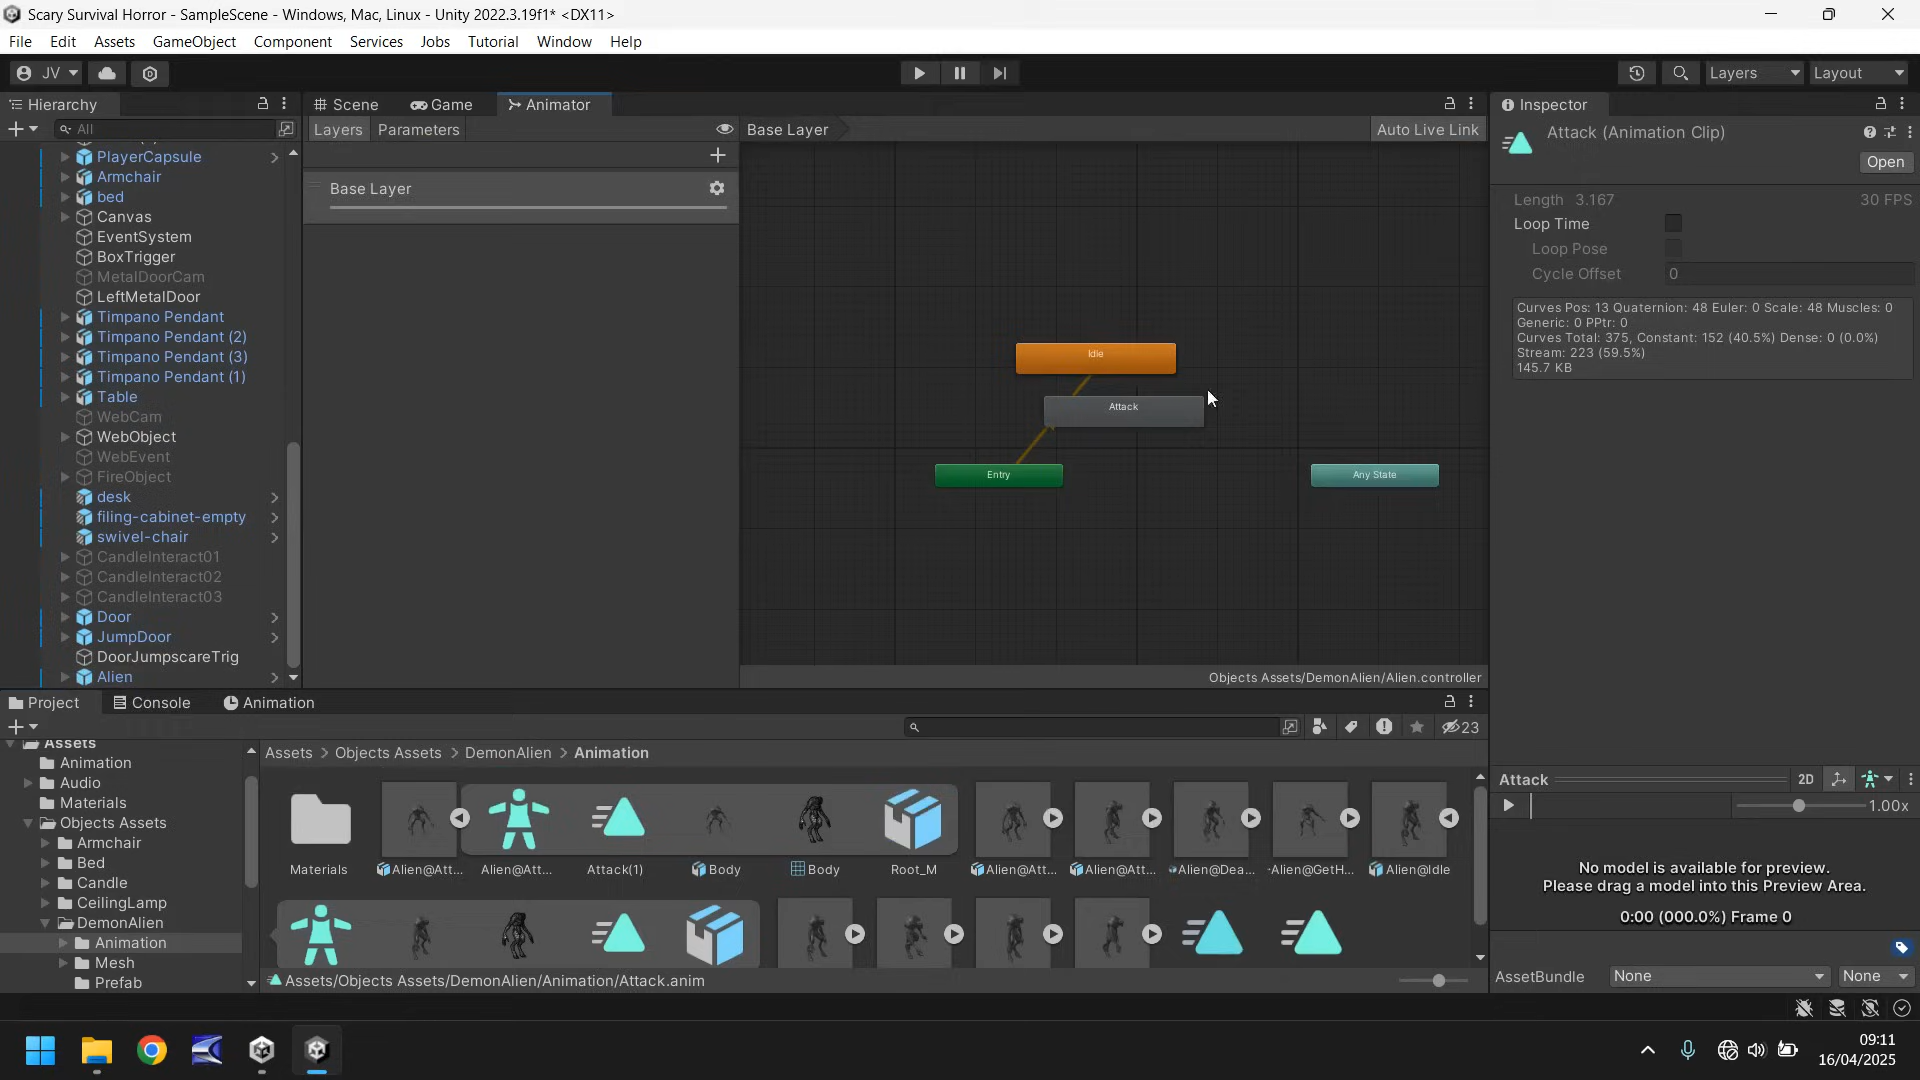 Scary Survival Horror - SampleScene - Windows, Mac, Linux - Unity 2022.3.19f1* <DX11>
File Edit Assets GameObject Component Services Jobs Tutorial Window Help
JV Layers Layout
Hierarchy
All
PlayerCapsule
Armchair
bed
Canvas
EventSystem
BoxTrigger
MetalDoorCam
LeftMetalDoor
Timpano Pendant
Timpano Pendant (2)
Timpano Pendant (3)
Timpano Pendant (1)
Table
WebCam
WebObject
WebEvent
FireObject
desk
filing-cabinet-empty
swivel-chair
CandleInteract01
CandleInteract02
CandleInteract03
Door
JumpDoor
DoorJumpscareTrig
Alien
Scene Game Animator
Layers Parameters
Base Layer
Base Layer
Auto Live Link
Idle
Attack
Entry
Any State
Objects Assets/DemonAlien/Alien.controller
Inspector
Attack (Animation Clip)
Open
Length 3.167 30 FPS
Loop Time
Loop Pose
Cycle Offset 0
Curves Pos: 13 Quaternion: 48 Euler: 0 Scale: 48 Muscles: 0
Generic: 0 PPtr: 0
Curves Total: 375, Constant: 152 (40.5%) Dense: 0 (0.0%)
Stream: 223 (59.5%)
145.7 KB
Attack 2D
1.00x
No model is available for preview.
Please drag a model into this Preview Area.
0:00 (000.0%) Frame 0
AssetBundle None None
Project Console Animation
23
Assets
Animation
Audio
Materials
Objects Assets
Armchair
Bed
Candle
CeilingLamp
DemonAlien
Animation
Mesh
Prefab
Assets > Objects Assets > DemonAlien > Animation
Materials Alien@Att... Alien@Att... Attack(1) Body Body Root_M Alien@Att... Alien@Att... Alien@Dea... Alien@GetH... Alien@Idle
Assets/Objects Assets/DemonAlien/Animation/Attack.anim
09:11
16/04/2025